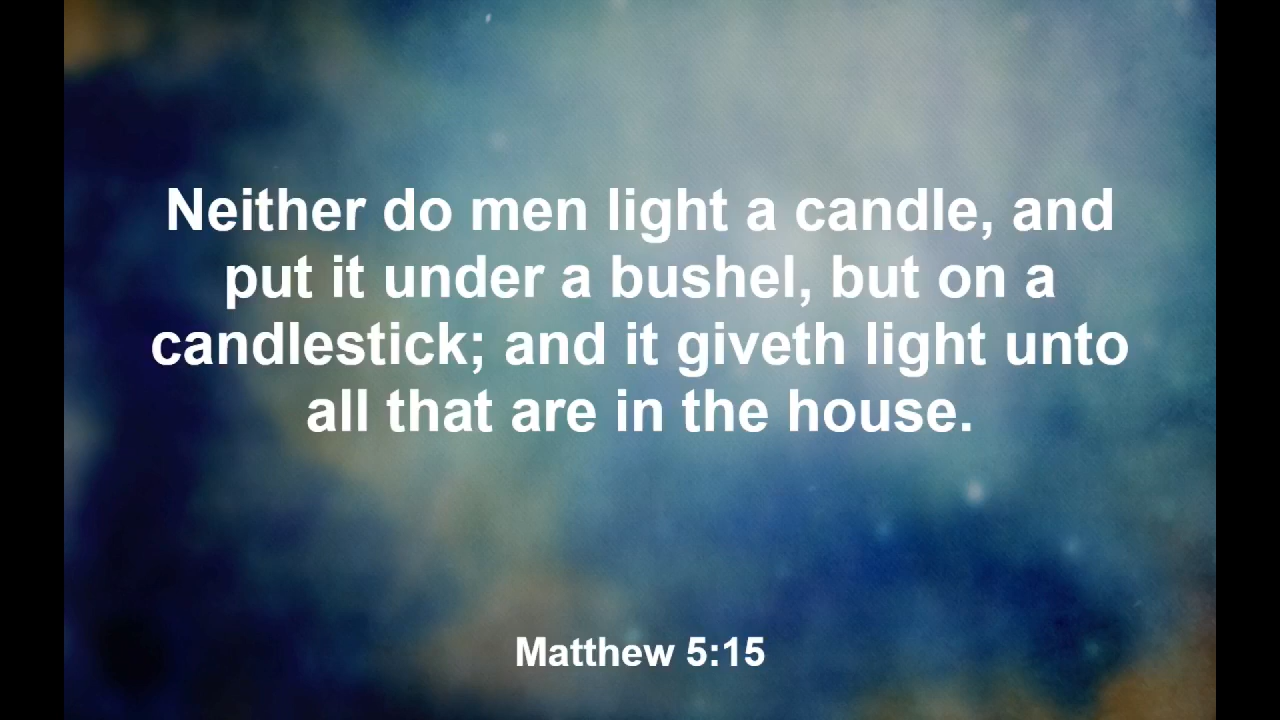 Neither do men light a candle, and
put it under a bushel, but on a
candlestick; and it giveth light unto
all that are in the house.
Matthew 5:15